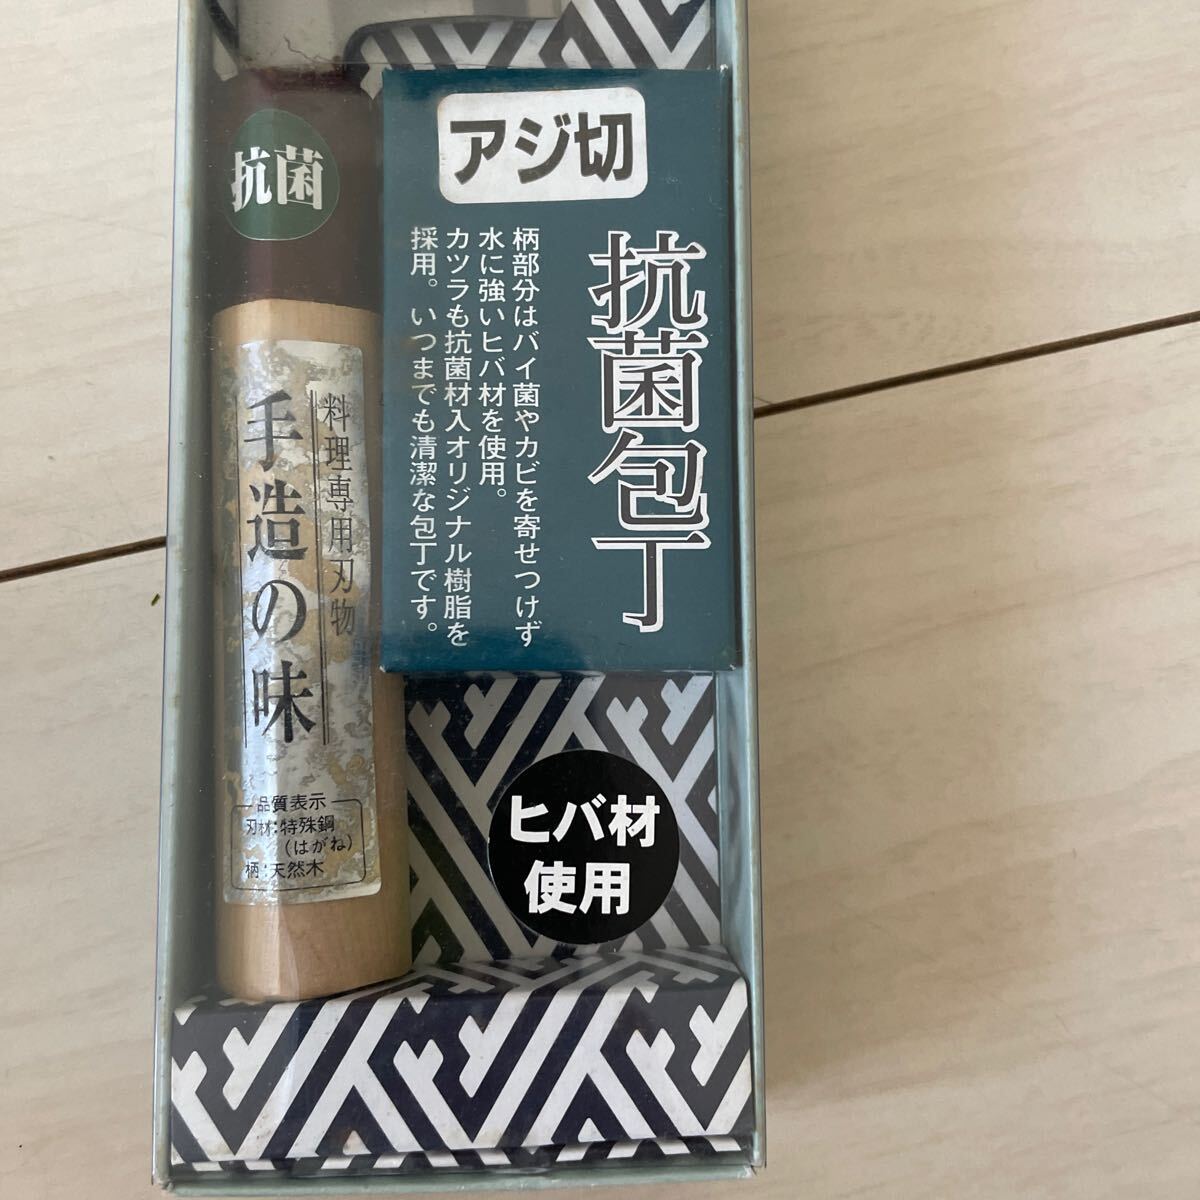 アジ切
抗菌包丁
柄部分はバイ菌やカビを寄せつけず
水に強いヒバ材を使用。
カツラも抗菌材入オリジナル樹脂を
採用。いつまでも清潔な包丁です。
抗菌
料理専用刃物
手造の味
品質表示
刃材:特殊鋼
(はがね)
柄:天然木
ヒバ材
使用